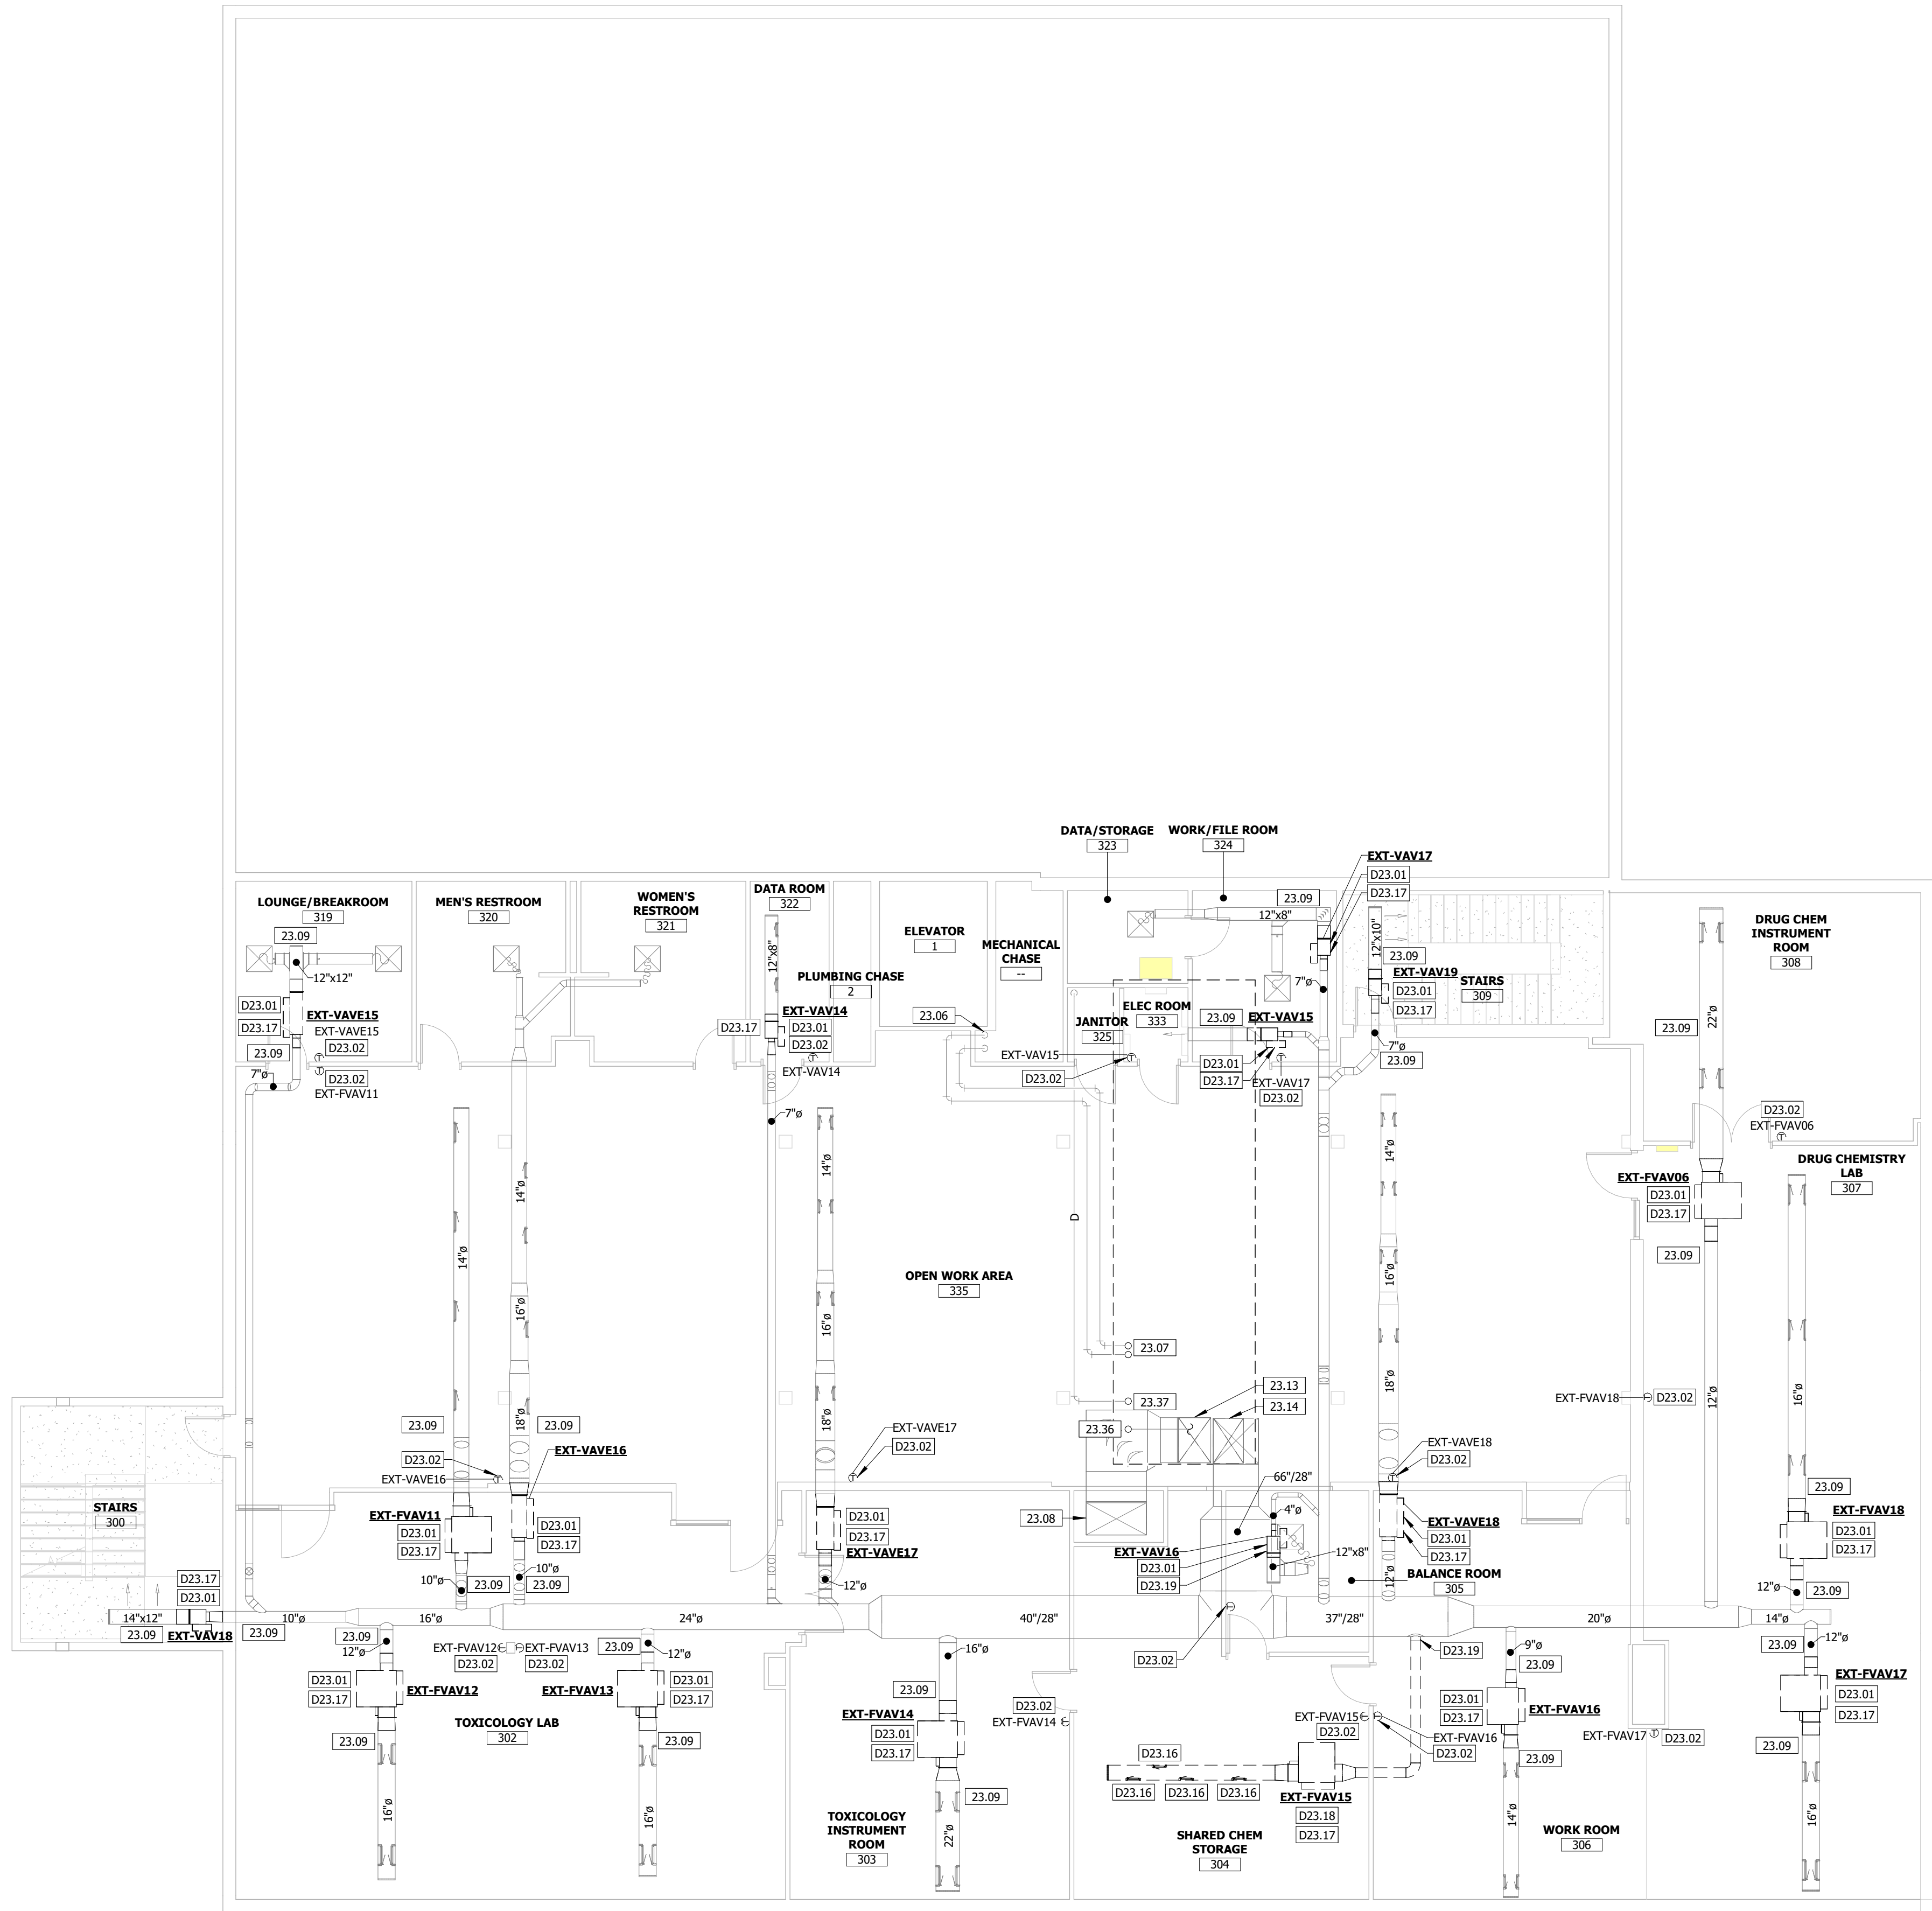 DATA/STORAGE
323
WORK/FILE ROOM
324
EXT-VAV17
D23.01
D23.17
LOUNGE/BREAKROOM
319
23.09
12"x12"
D23.01
D23.17
EXT-VAVE15
EXT-VAVE15
D23.02
23.09
7"ø
D23.02
EXT-FVAV11
MEN'S RESTROOM
320
WOMEN'S
RESTROOM
321
DATA ROOM
322
12"x8"
PLUMBING CHASE
2
EXT-VAV14
D23.17
D23.01
D23.02
EXT-VAV14
7"ø
ELEVATOR
1
MECHANICAL
CHASE
--
23.06
23.09
12"x8"
7"ø
ELEC ROOM
333
JANITOR
325
23.09
EXT-VAV15
EXT-VAV15
D23.02
D23.01
D23.17
EXT-VAV17
D23.02
12"x10"
23.09
EXT-VAV19
D23.01
D23.17
STAIRS
309
7"ø
23.09
22"ø
23.09
DRUG CHEM
INSTRUMENT
ROOM
308
D23.02
EXT-FVAV06
DRUG CHEMISTRY
LAB
307
EXT-FVAV06
D23.01
D23.17
23.09
14"ø
14"ø
16"ø
18"ø
23.09
23.09
14"ø
16"ø
18"ø
D
OPEN WORK AREA
335
23.07
23.37
23.36
23.13
23.14
14"ø
16"ø
18"ø
12"ø
16"ø
EXT-FVAV18
D23.02
D23.02
EXT-VAVE16
EXT-VAVE16
EXT-VAVE17
D23.02
EXT-VAVE18
D23.02
66"/28"
23.09
STAIRS
300
EXT-FVAV11
D23.01
D23.17
D23.01
D23.17
D23.01
D23.17
EXT-VAVE17
23.08
4"ø
EXT-VAV16
D23.01
D23.19
12"x8"
EXT-VAVE18
D23.01
D23.17
BALANCE ROOM
305
EXT-FVAV18
D23.01
D23.17
D23.17
D23.01
10"ø
23.09
10"ø
23.09
12"ø
12"ø
12"ø
23.09
14"x12"
23.09
EXT-VAV18
23.09
10"ø
16"ø
24"ø
40"/28"
37"/28"
20"ø
14"ø
23.09
12"ø
EXT-FVAV12
D23.02
EXT-FVAV13
D23.02
23.09
12"ø
16"ø
D23.02
D23.19
9"ø
23.09
23.09
12"ø
D23.01
D23.17
EXT-FVAV12
EXT-FVAV13
D23.01
D23.17
23.09
EXT-FVAV14
D23.01
D23.17
D23.02
EXT-FVAV14
EXT-FVAV15
D23.02
EXT-FVAV16
D23.02
D23.01
D23.17
EXT-FVAV16
EXT-FVAV17
D23.02
EXT-FVAV17
D23.01
D23.17
TOXICOLOGY LAB
302
23.09
23.09
23.09
23.09
23.09
D23.16
D23.16
D23.16
D23.16
EXT-FVAV15
D23.18
D23.17
16"ø
16"ø
TOXICOLOGY
INSTRUMENT
ROOM
303
22"ø
SHARED CHEM
STORAGE
304
14"ø
WORK ROOM
306
16"ø